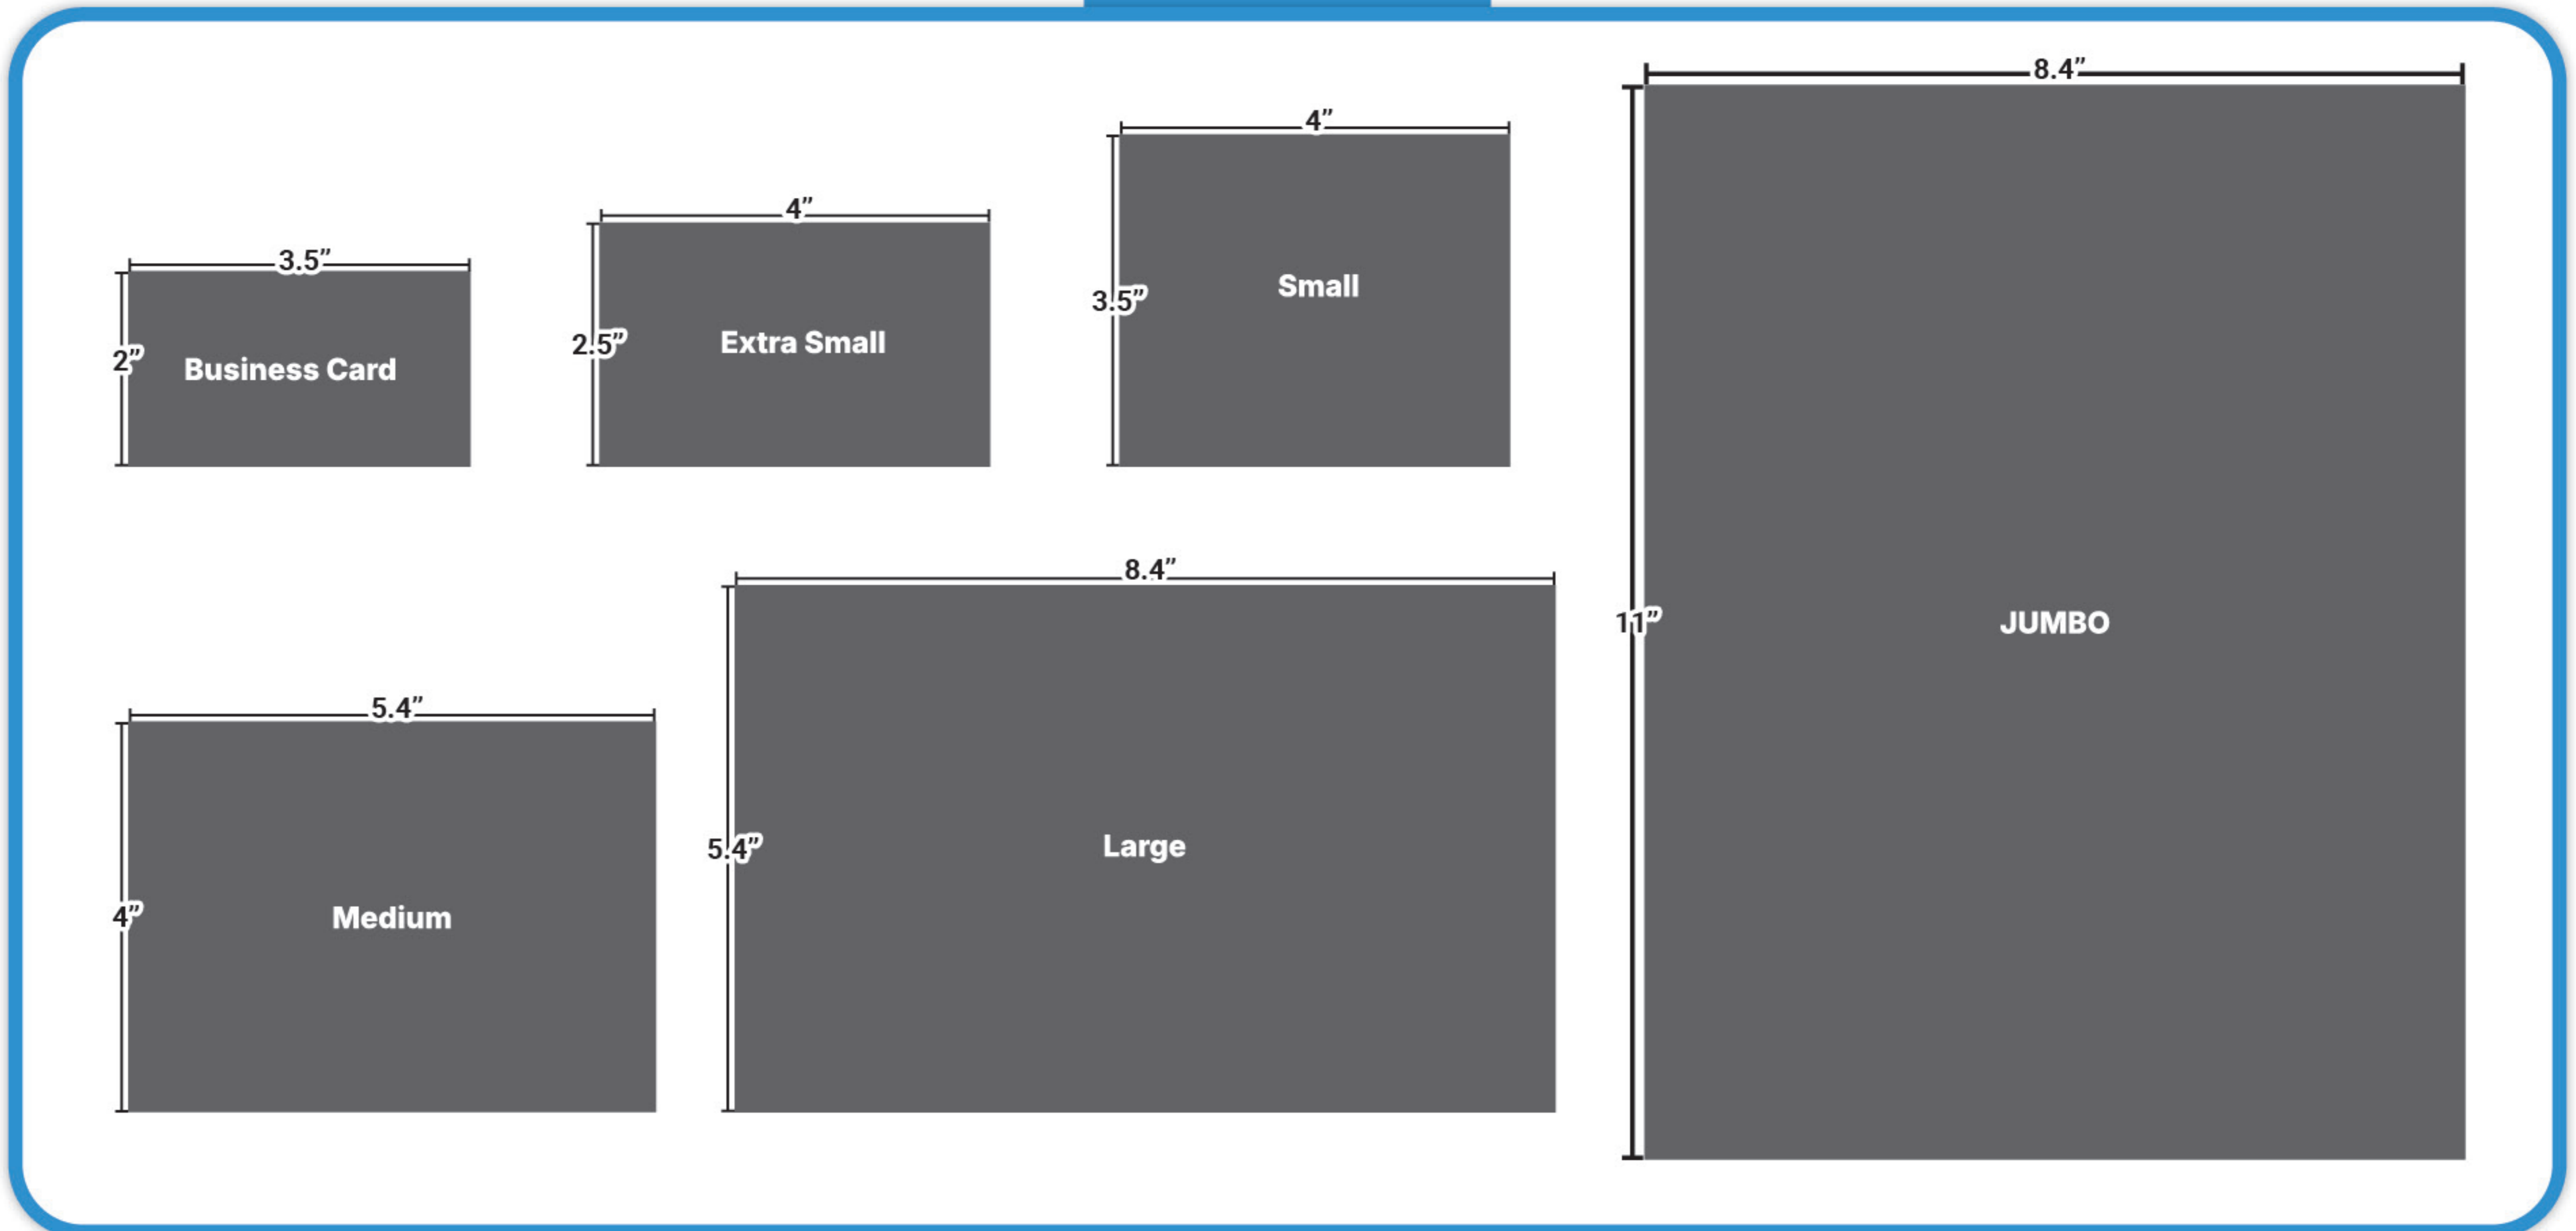 3.5”
2”
Business Card
4”
2.5”
Extra Small
4”
3.5”
Small
8.4”
11”
JUMBO
5.4”
4”
Medium
8.4”
5.4”
Large